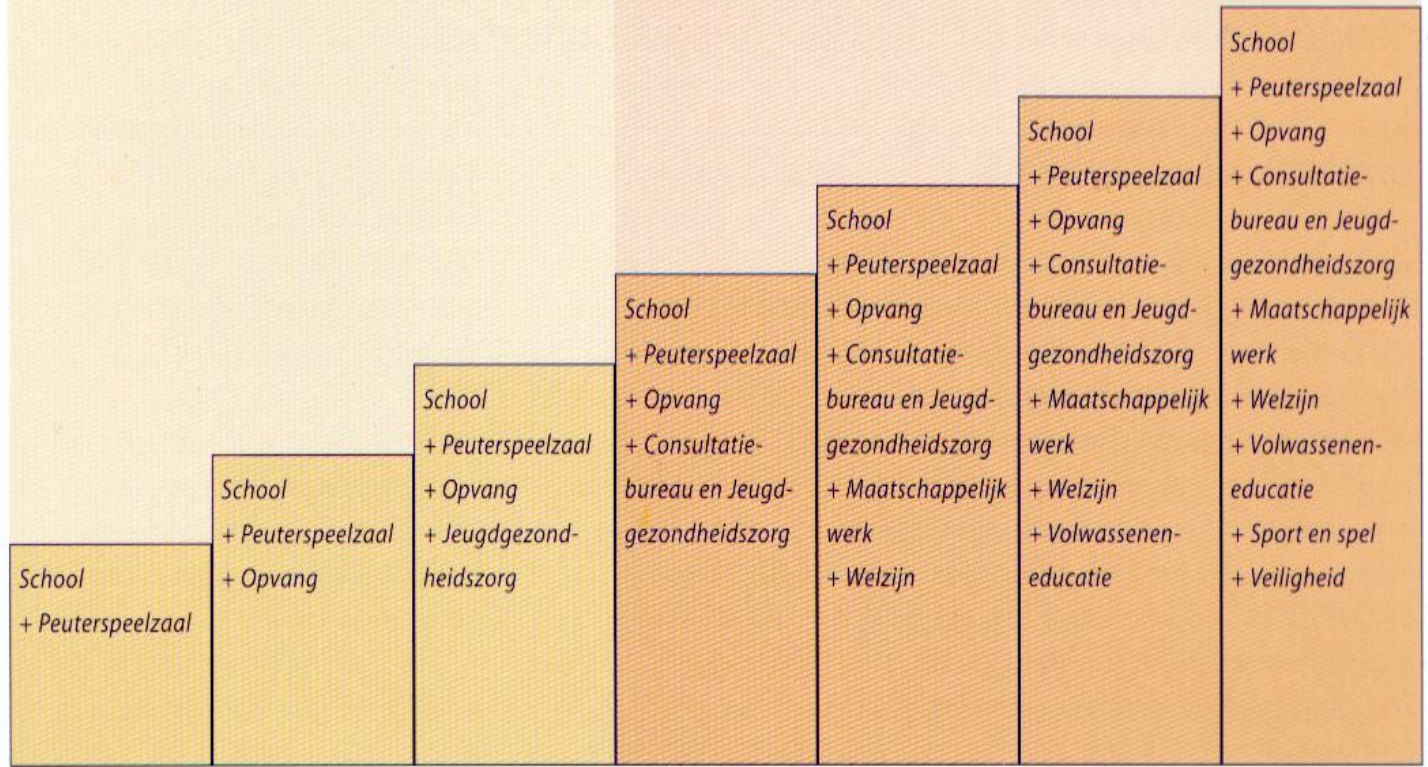 School
+ Peuterspeelzaal
School
+ Peuterspeelzaal
+ Opvang
School
+ Peuterspeelzaal
+ Opvang
+ Jeugdgezond-
heidszorg
School
+ Peuterspeelzaal
+ Opvang
+ Consultatie-
bureau en Jeugd-
gezondheidszorg
School
+ Peuterspeelzaal
+ Opvang
+ Consultatie-
bureau en Jeugd-
gezondheidszorg
+ Maatschappelijk
werk
+ Welzijn
School
+ Peuterspeelzaal
+ Opvang
+ Consultatie-
bureau en Jeugd-
gezondheidszorg
+ Maatschappelijk
werk
+ Welzijn
+ Volwassenen-
educatie
School
+ Peuterspeelzaal
+ Opvang
+ Consultatie-
bureau en Jeugd-
gezondheidszorg
+ Maatschappelijk
werk
+ Welzijn
+ Volwassenen-
educatie
+ Sport en spel
+ Veiligheid